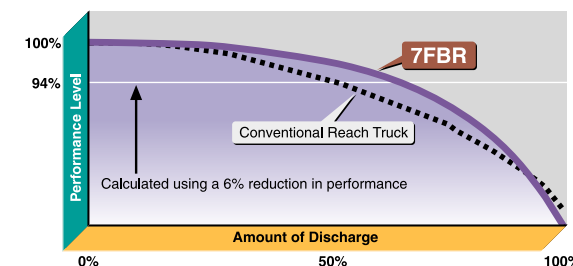 100%
7FBR
94%
Performance Level
Conventional Reach Truck
Calculated using a 6% reduction in performance
Amount of Discharge
0%
50%
100%